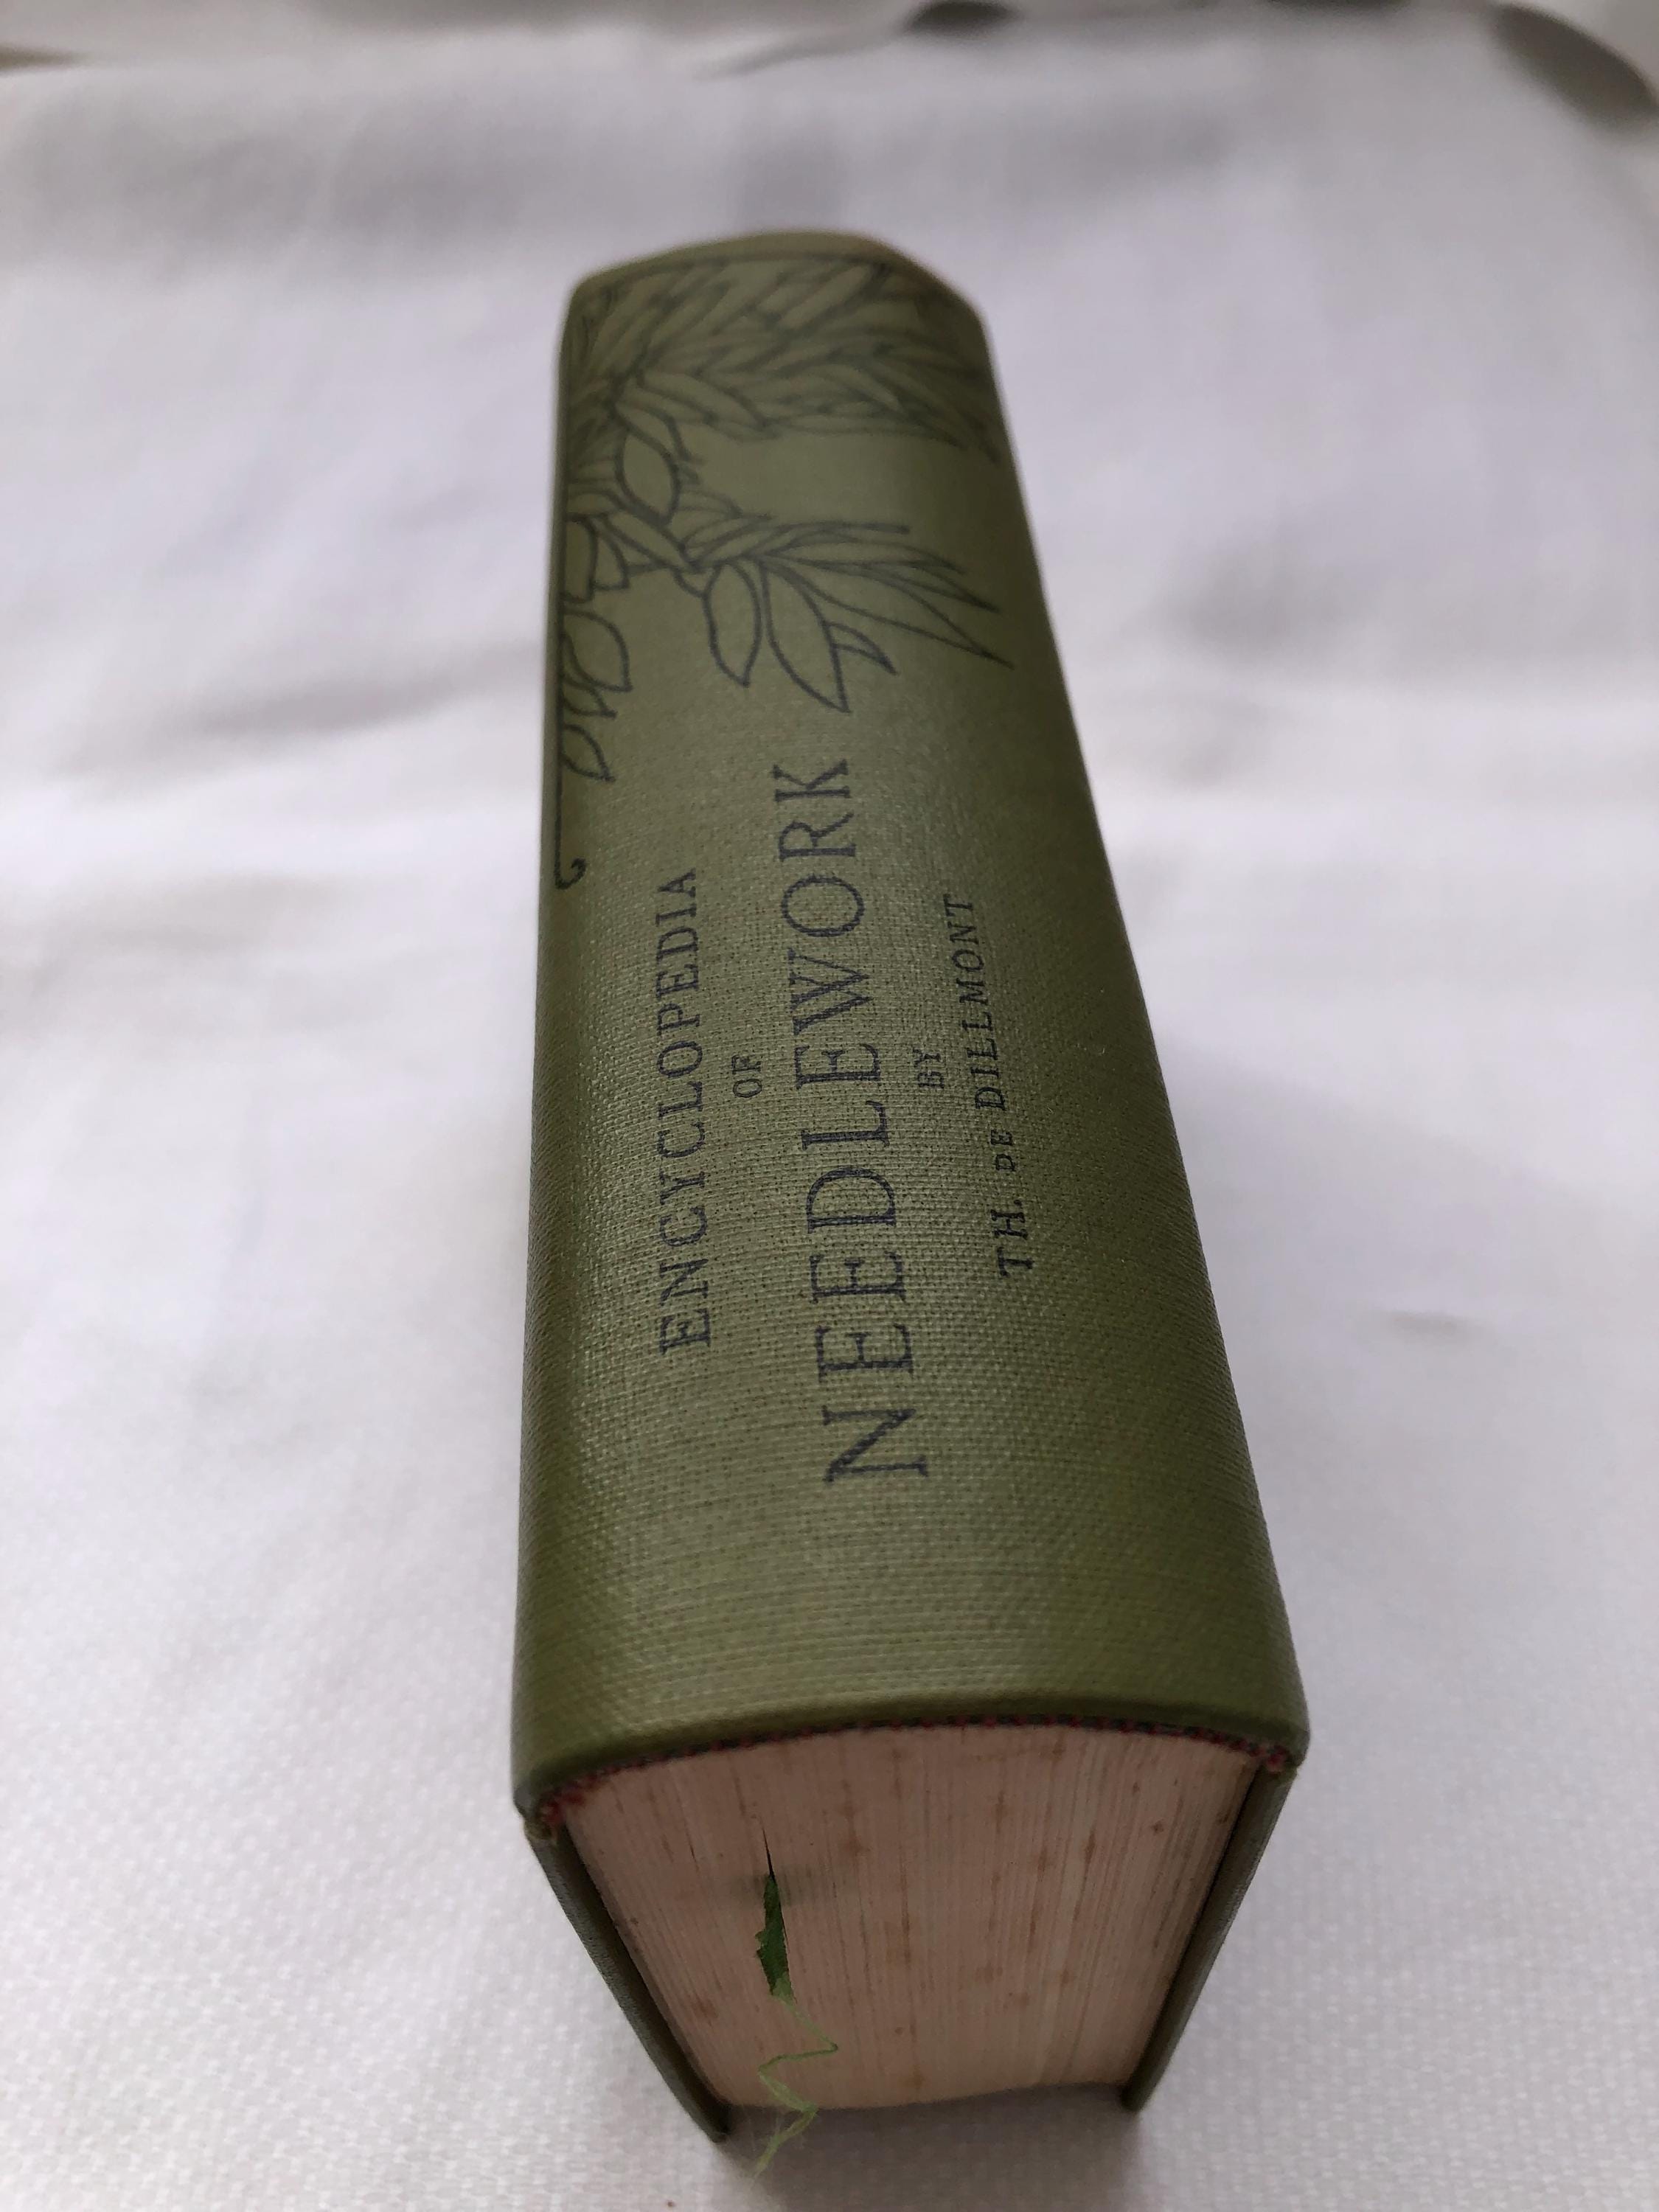 ENCYCLOPEDIA
OF
NEEDLEWORK
BY
TH. DE DILLMONT